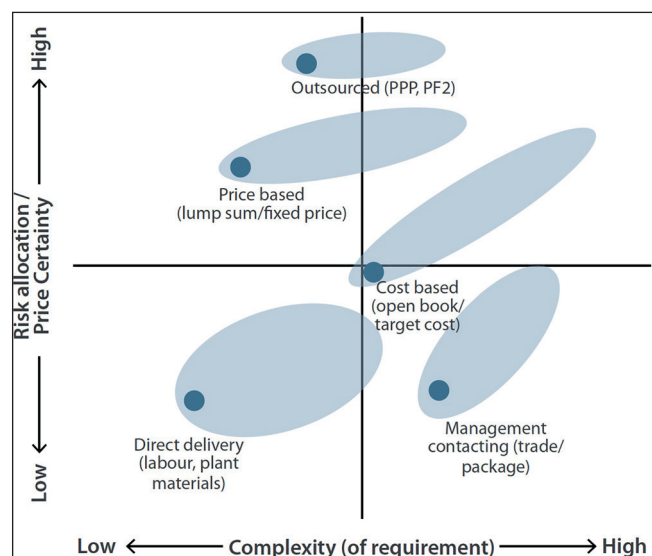 High
Outsourced (PPP, PF2)
Price based
(lump sum/fixed price)
Risk allocation /
Price Certainty
Cost based
(open book/
target cost)
Direct delivery
(labour, plant
materials)
Management
contacting (trade/
package)
Low
Low
Complexity (of requirement)
High